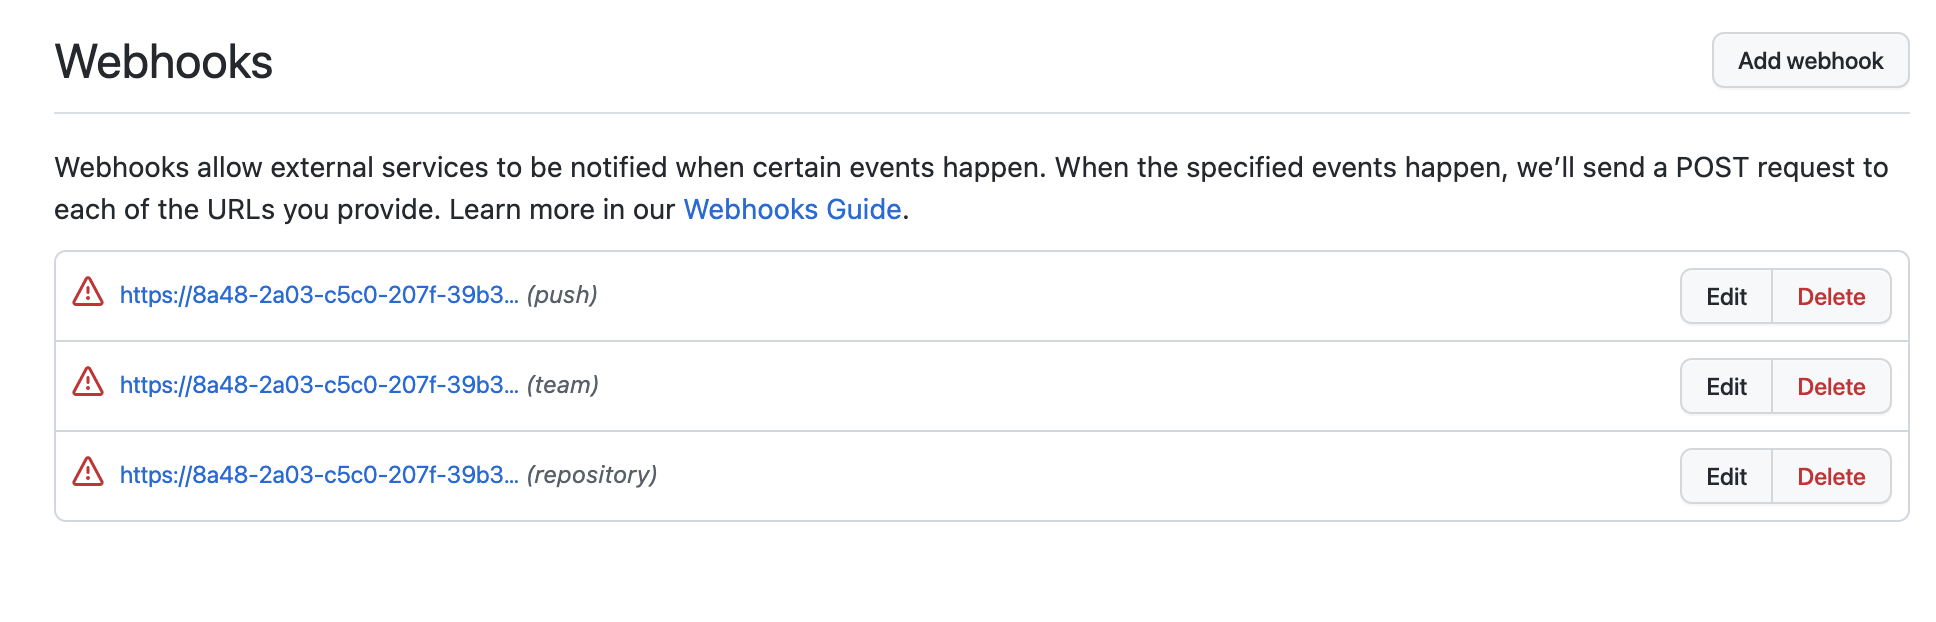 Webhooks
Add webhook
Webhooks allow external services to be notified when certain events happen. When the specified events happen, we’ll send a POST request to
each of the URLs you provide. Learn more in our Webhooks Guide.
https://8a48-2a03-c5c0-207f-39b3... (push)
Edit
Delete
https://8a48-2a03-c5c0-207f-39b3... (team)
Edit
Delete
https://8a48-2a03-c5c0-207f-39b3... (repository)
Edit
Delete